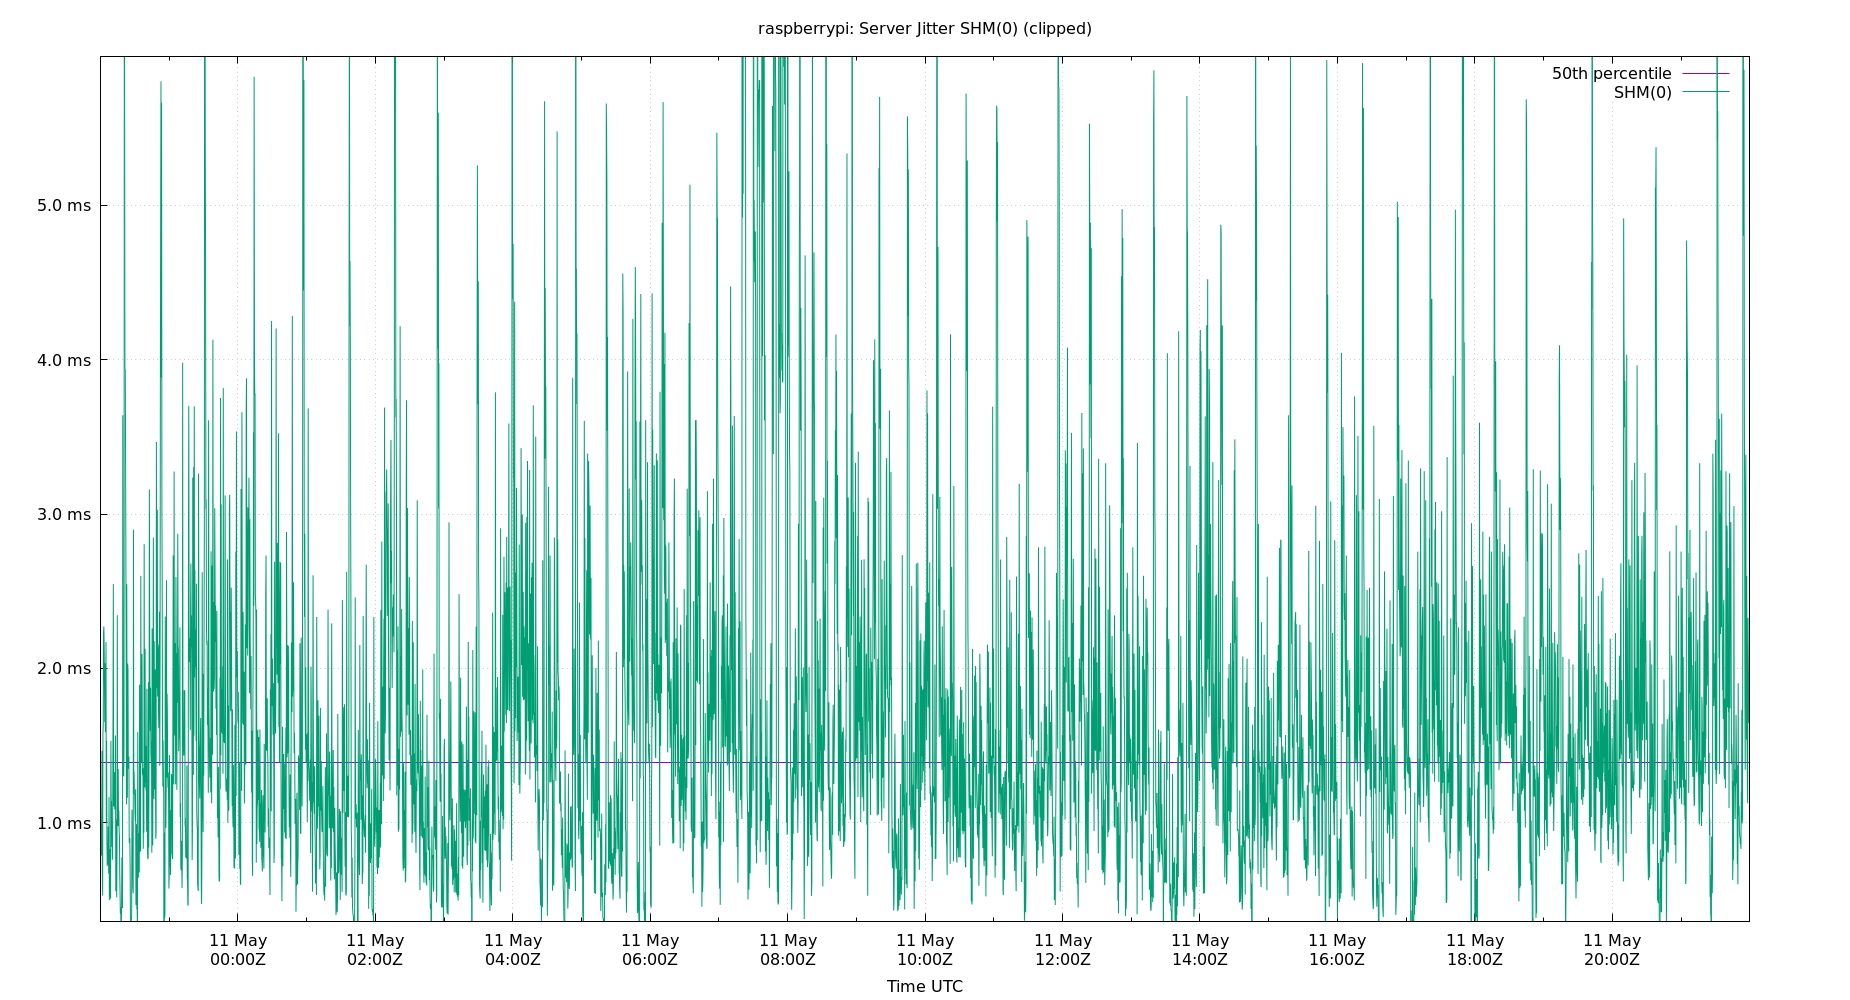 raspberrypi: Server Jitter SHM(0) (clipped)
50th percentile
SHM(0)
5.0 ms
4.0 ms
3.0 ms
2.0 ms
1.0 ms
11 May
00:00Z
11 May
02:00Z
11 May
04:00Z
11 May
06:00Z
11 May
08:00Z
11 May
10:00Z
11 May
12:00Z
11 May
14:00Z
11 May
16:00Z
11 May
18:00Z
11 May
20:00Z
Time UTC